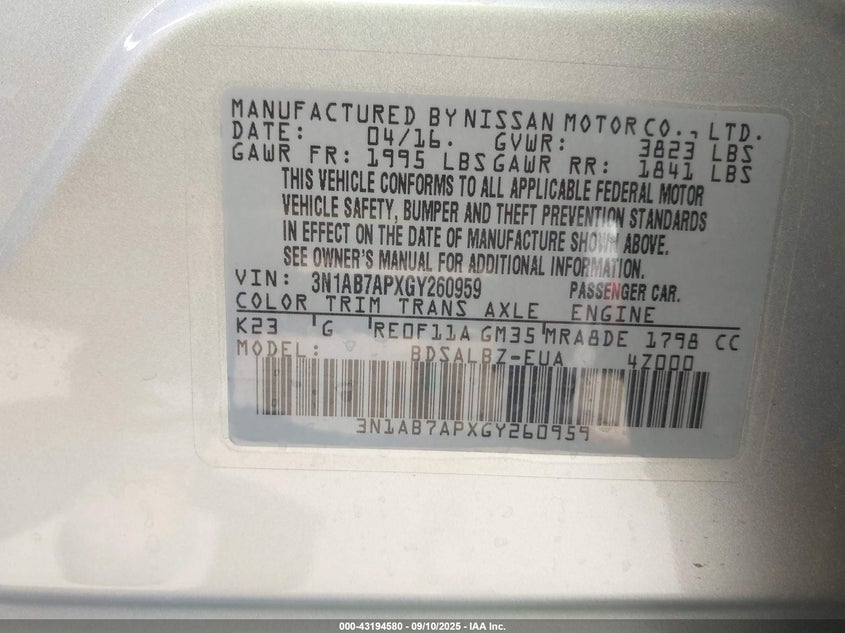 MANUFACTURED BY NISSAN MOTOR CO., LTD.
DATE: 04/16. GVWR: 3823 LBS
GAWR FR: 1995 LBS GAWR RR: 1841 LBS
THIS VEHICLE CONFORMS TO ALL APPLICABLE FEDERAL MOTOR
VEHICLE SAFETY, BUMPER AND THEFT PREVENTION STANDARDS
IN EFFECT ON THE DATE OF MANUFACTURE SHOWN ABOVE.
SEE OWNER'S MANUAL FOR ADDITIONAL INFORMATION.
VIN: 3N1AB7APXGY260959 PASSENGER CAR.
COLOR TRIM TRANS AXLE ENGINE
K23 G RE0F11A GM35 MRA8DE 1798 CC
MODEL: BDSALBZ-EUA 4Z000
3N1AB7APXGY260959
000-43194580 - 09/10/2025 - IAA Inc.